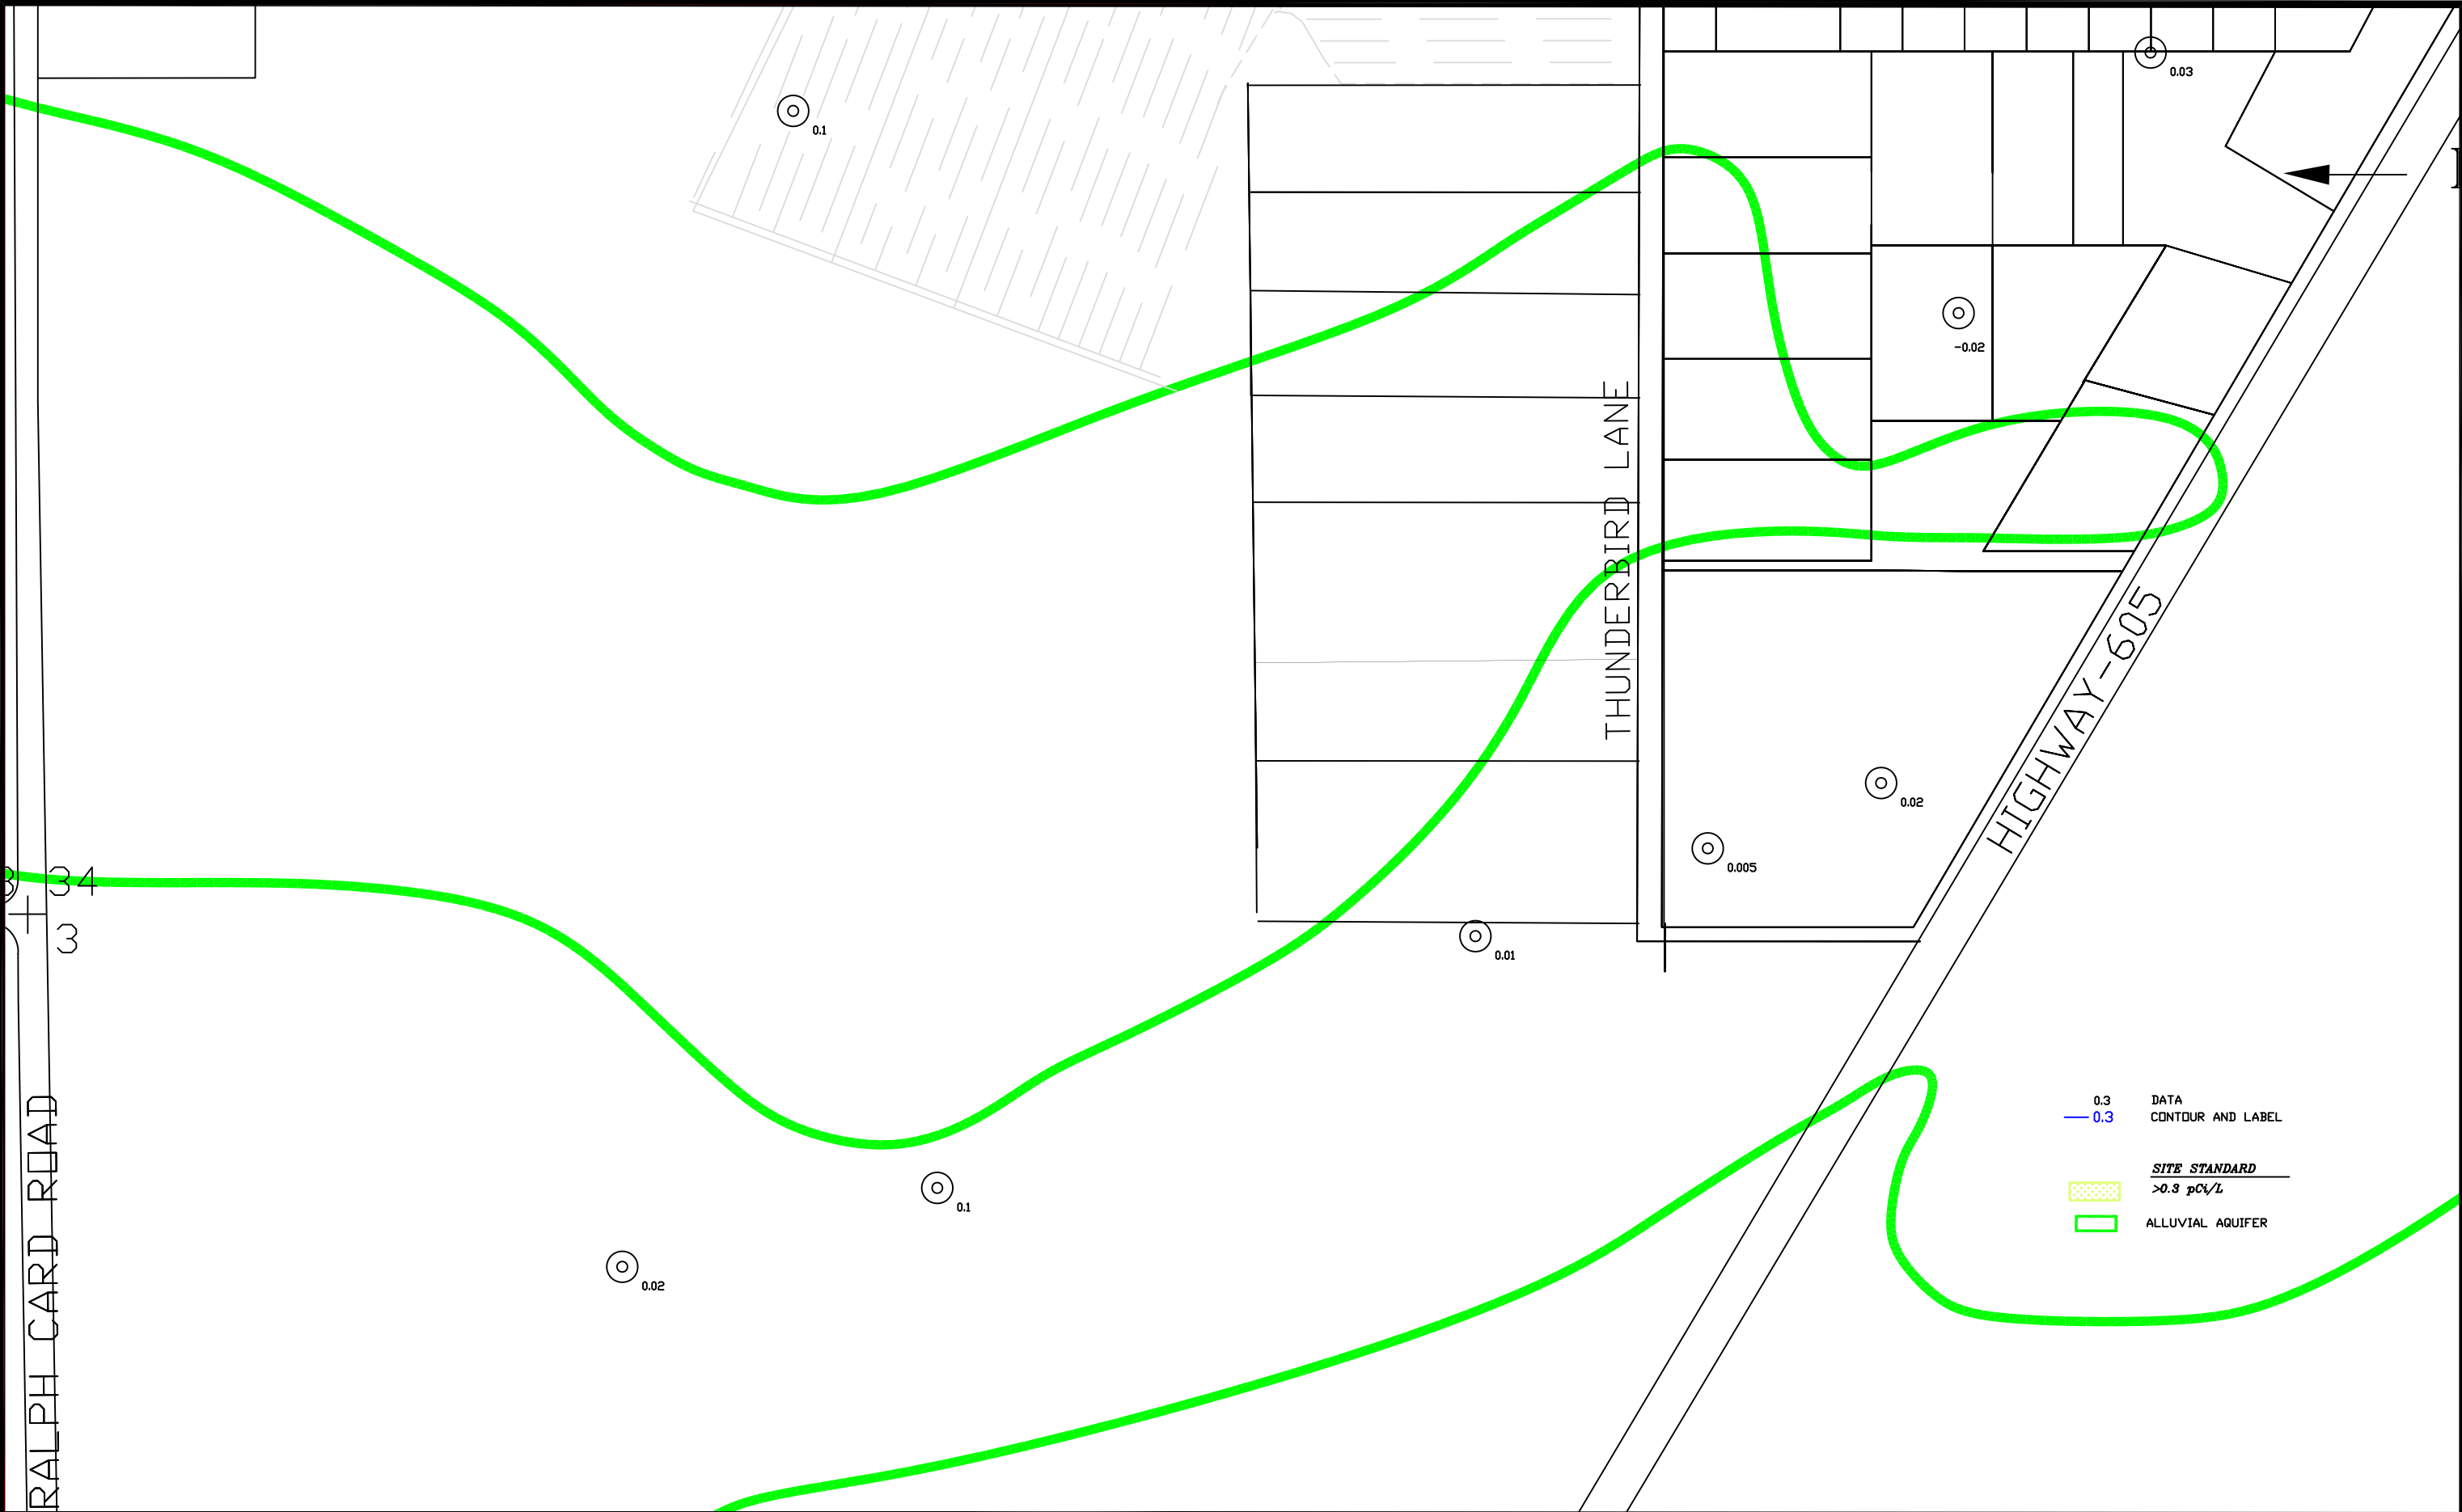 0.03
0.1
-0.02
THUNDERBIRD LANE
HIGHWAY-605
0.02
0.005
34
3
0.01
RALPH CARD ROAD
0.3 DATA
0.3 CONTOUR AND LABEL
SITE STANDARD
>0.3 pCi/L
ALLUVIAL AQUIFER
0.1
0.02